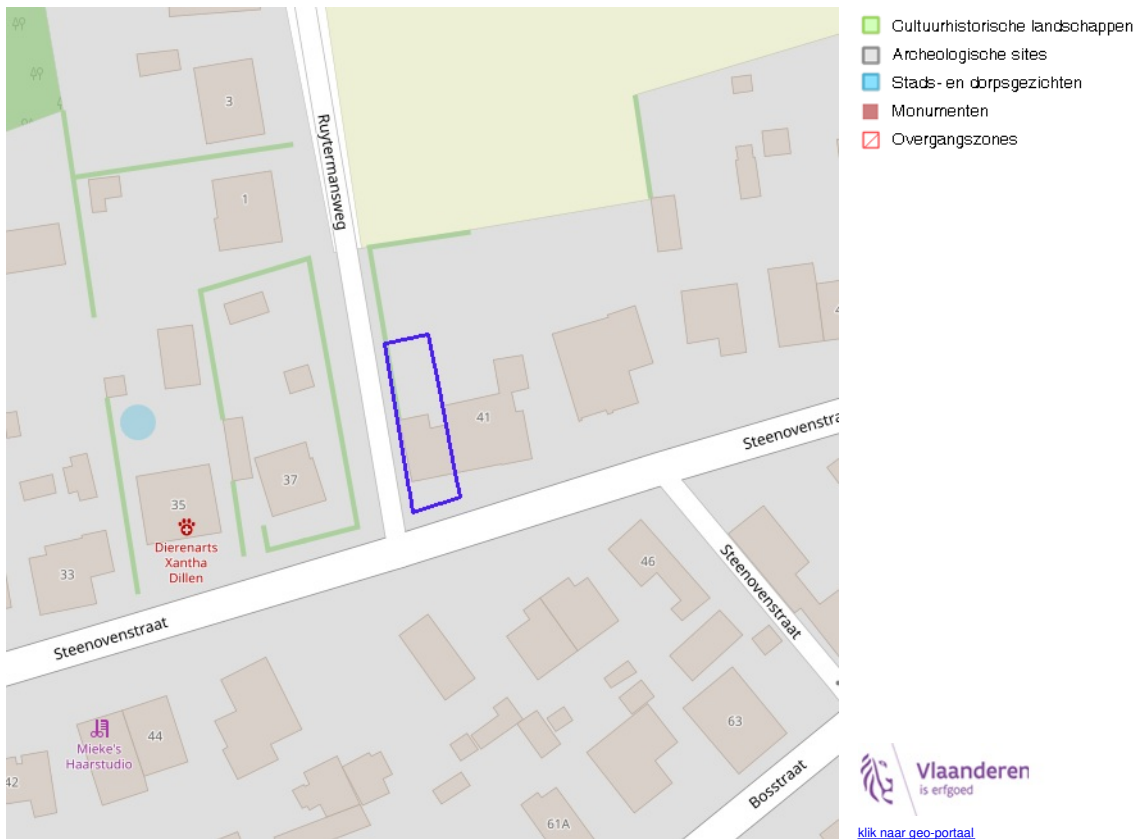 Cultuurhistorische landschappen
Archeologische sites
Stads- en dorpsgezichten
Monumenten
Overgangszones
3
Ruytermansweg
1
41
Steenovenstra
37
35
Dierenarts
Xantha
Dillen
33
46
Steenovenstraat
Steenovenstraat
44
Mieke's
Haarstudio
42
63
Bosstraat
61A
Vlaanderen
is erfgoed
klik naar geo-portaal